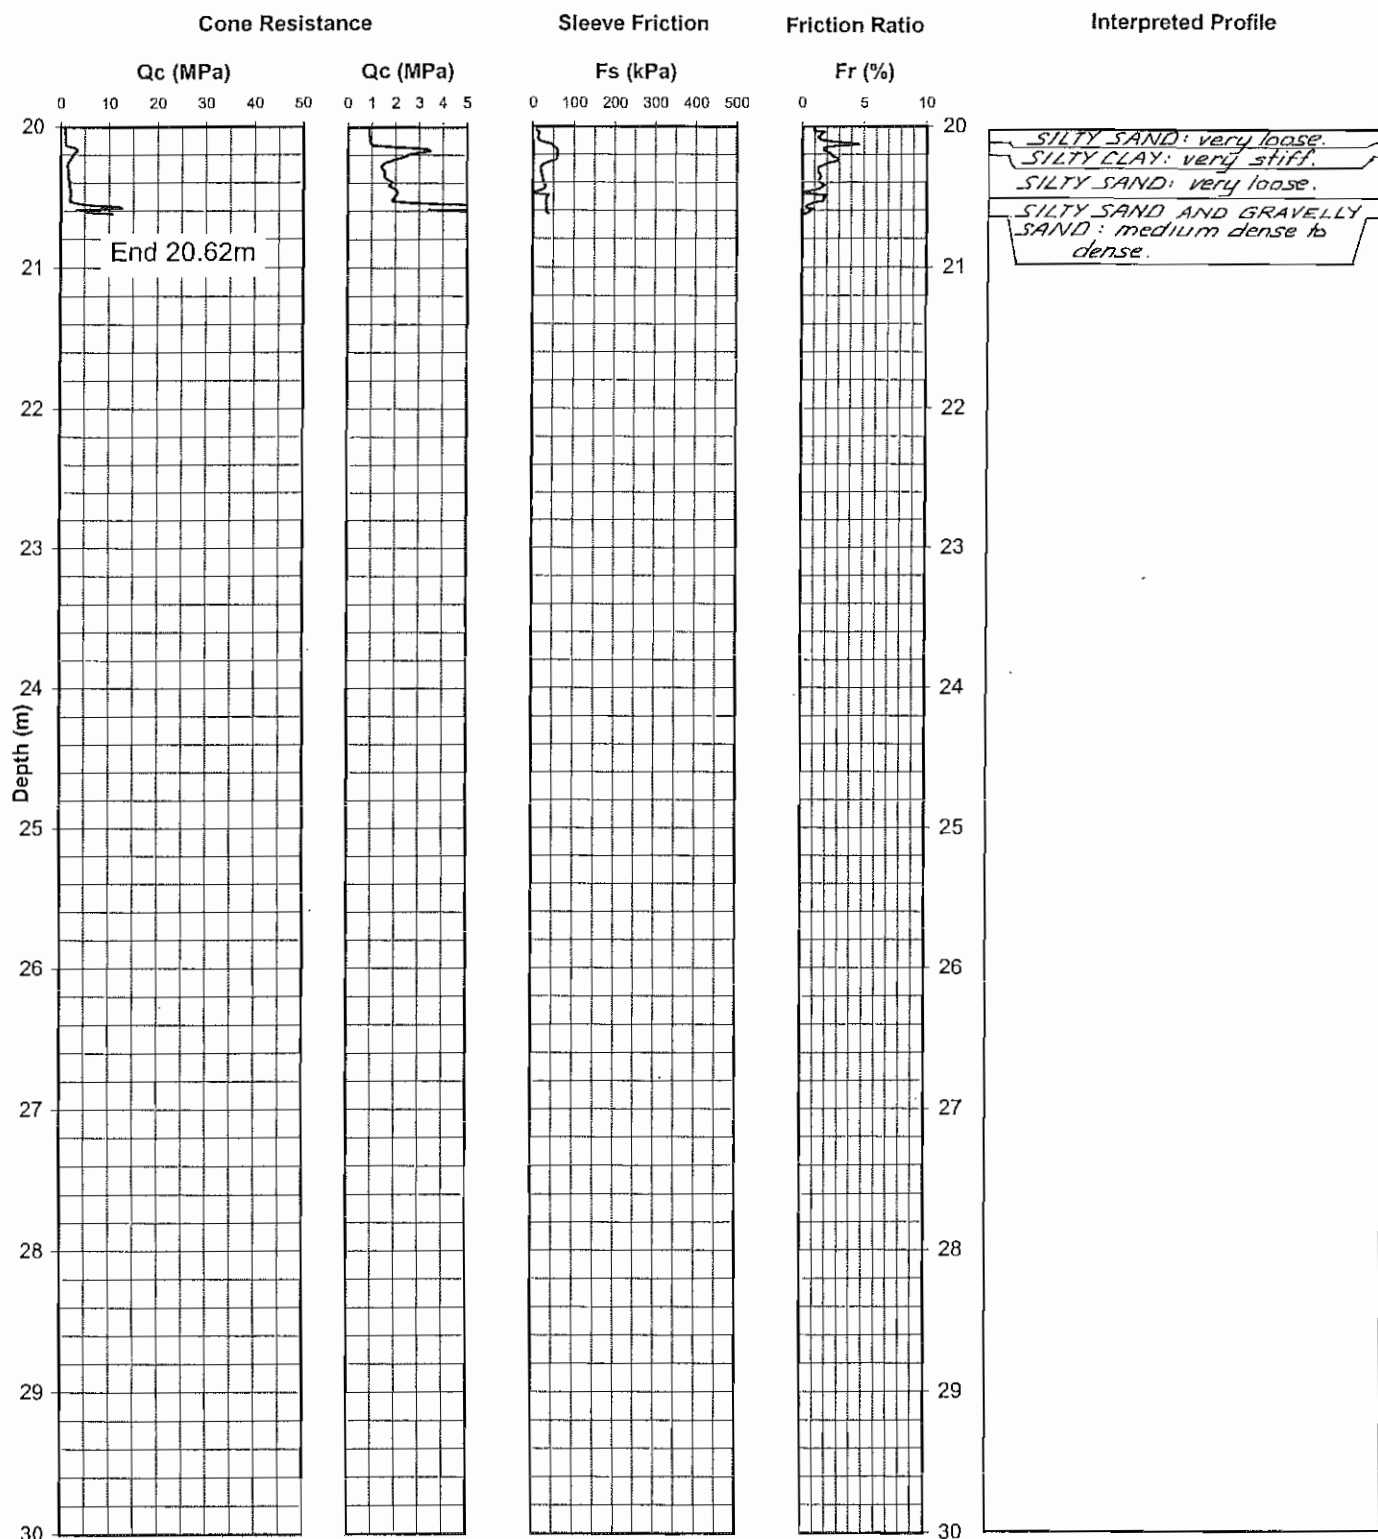 Cone Resistance Sleeve Friction Friction Ratio Interpreted Profile
Qc (MPa) Qc (MPa) Fs (kPa) Fr (%)
0 10 20 30 40 50 0 1 2 3 4 5 0 100 200 300 400 500 0 5 10
20 20
SILTY SAND: very loose.
SILTY CLAY: very stiff.
SILTY SAND: very loose.
SILTY SAND AND GRAVELLY
SAND: medium dense to
dense.
End 20.62m
21 21
22 22
23 23
24 24
Depth (m)
25 25
26 26
27 27
28 28
29 29
30 30